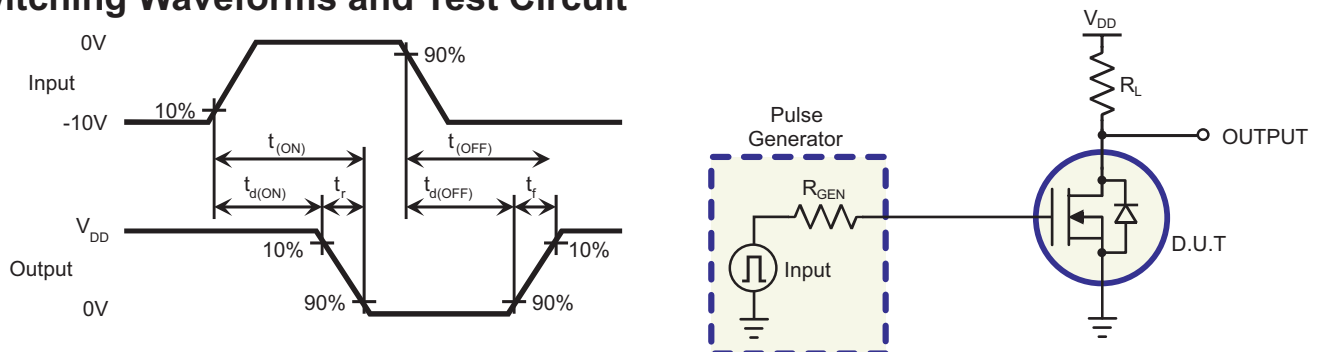 Switching Waveforms and Test Circuit
0V
Input
-10V
10%
90%
t(ON)
t(OFF)
td(ON)
tr
td(OFF)
tf
VDD
Output
0V
10%
90%
90%
10%
VDD
RL
OUTPUT
Pulse
Generator
RGEN
Input
D.U.T